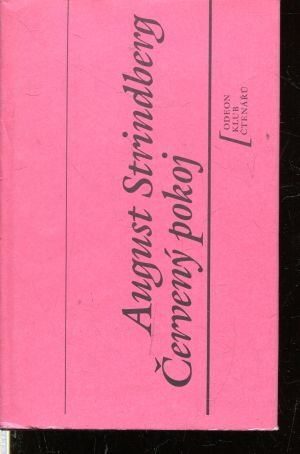 August Strindberg
Červený pokoj
[ ODEON
KLUB
ČTENÁŘŮ